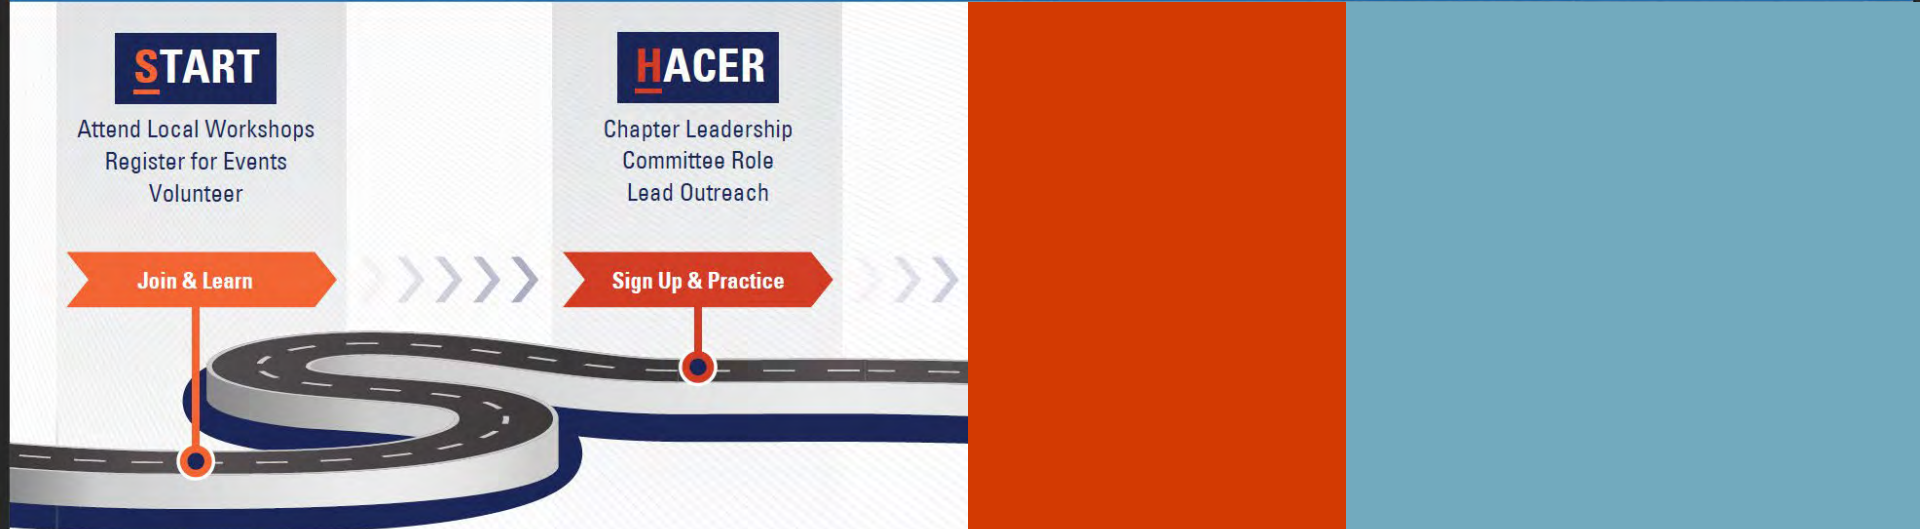 START
Attend Local Workshops
Register for Events
Volunteer
Join & Learn
HACER
Chapter Leadership
Committee Role
Lead Outreach
Sign Up & Practice